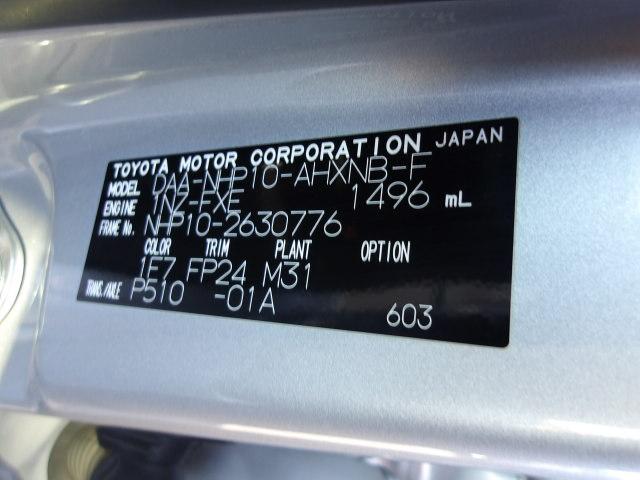 TOYOTA MOTOR CORPORATION JAPAN
MODEL DAA-NHP10-AHXNB-F
ENGINE 1NZ-FXE 1496 mL
FRAME No. NHP10-2630776
COLOR TRIM PLANT OPTION
1E7 FP24 M31
TRANS./AXLE P510 -01A
603